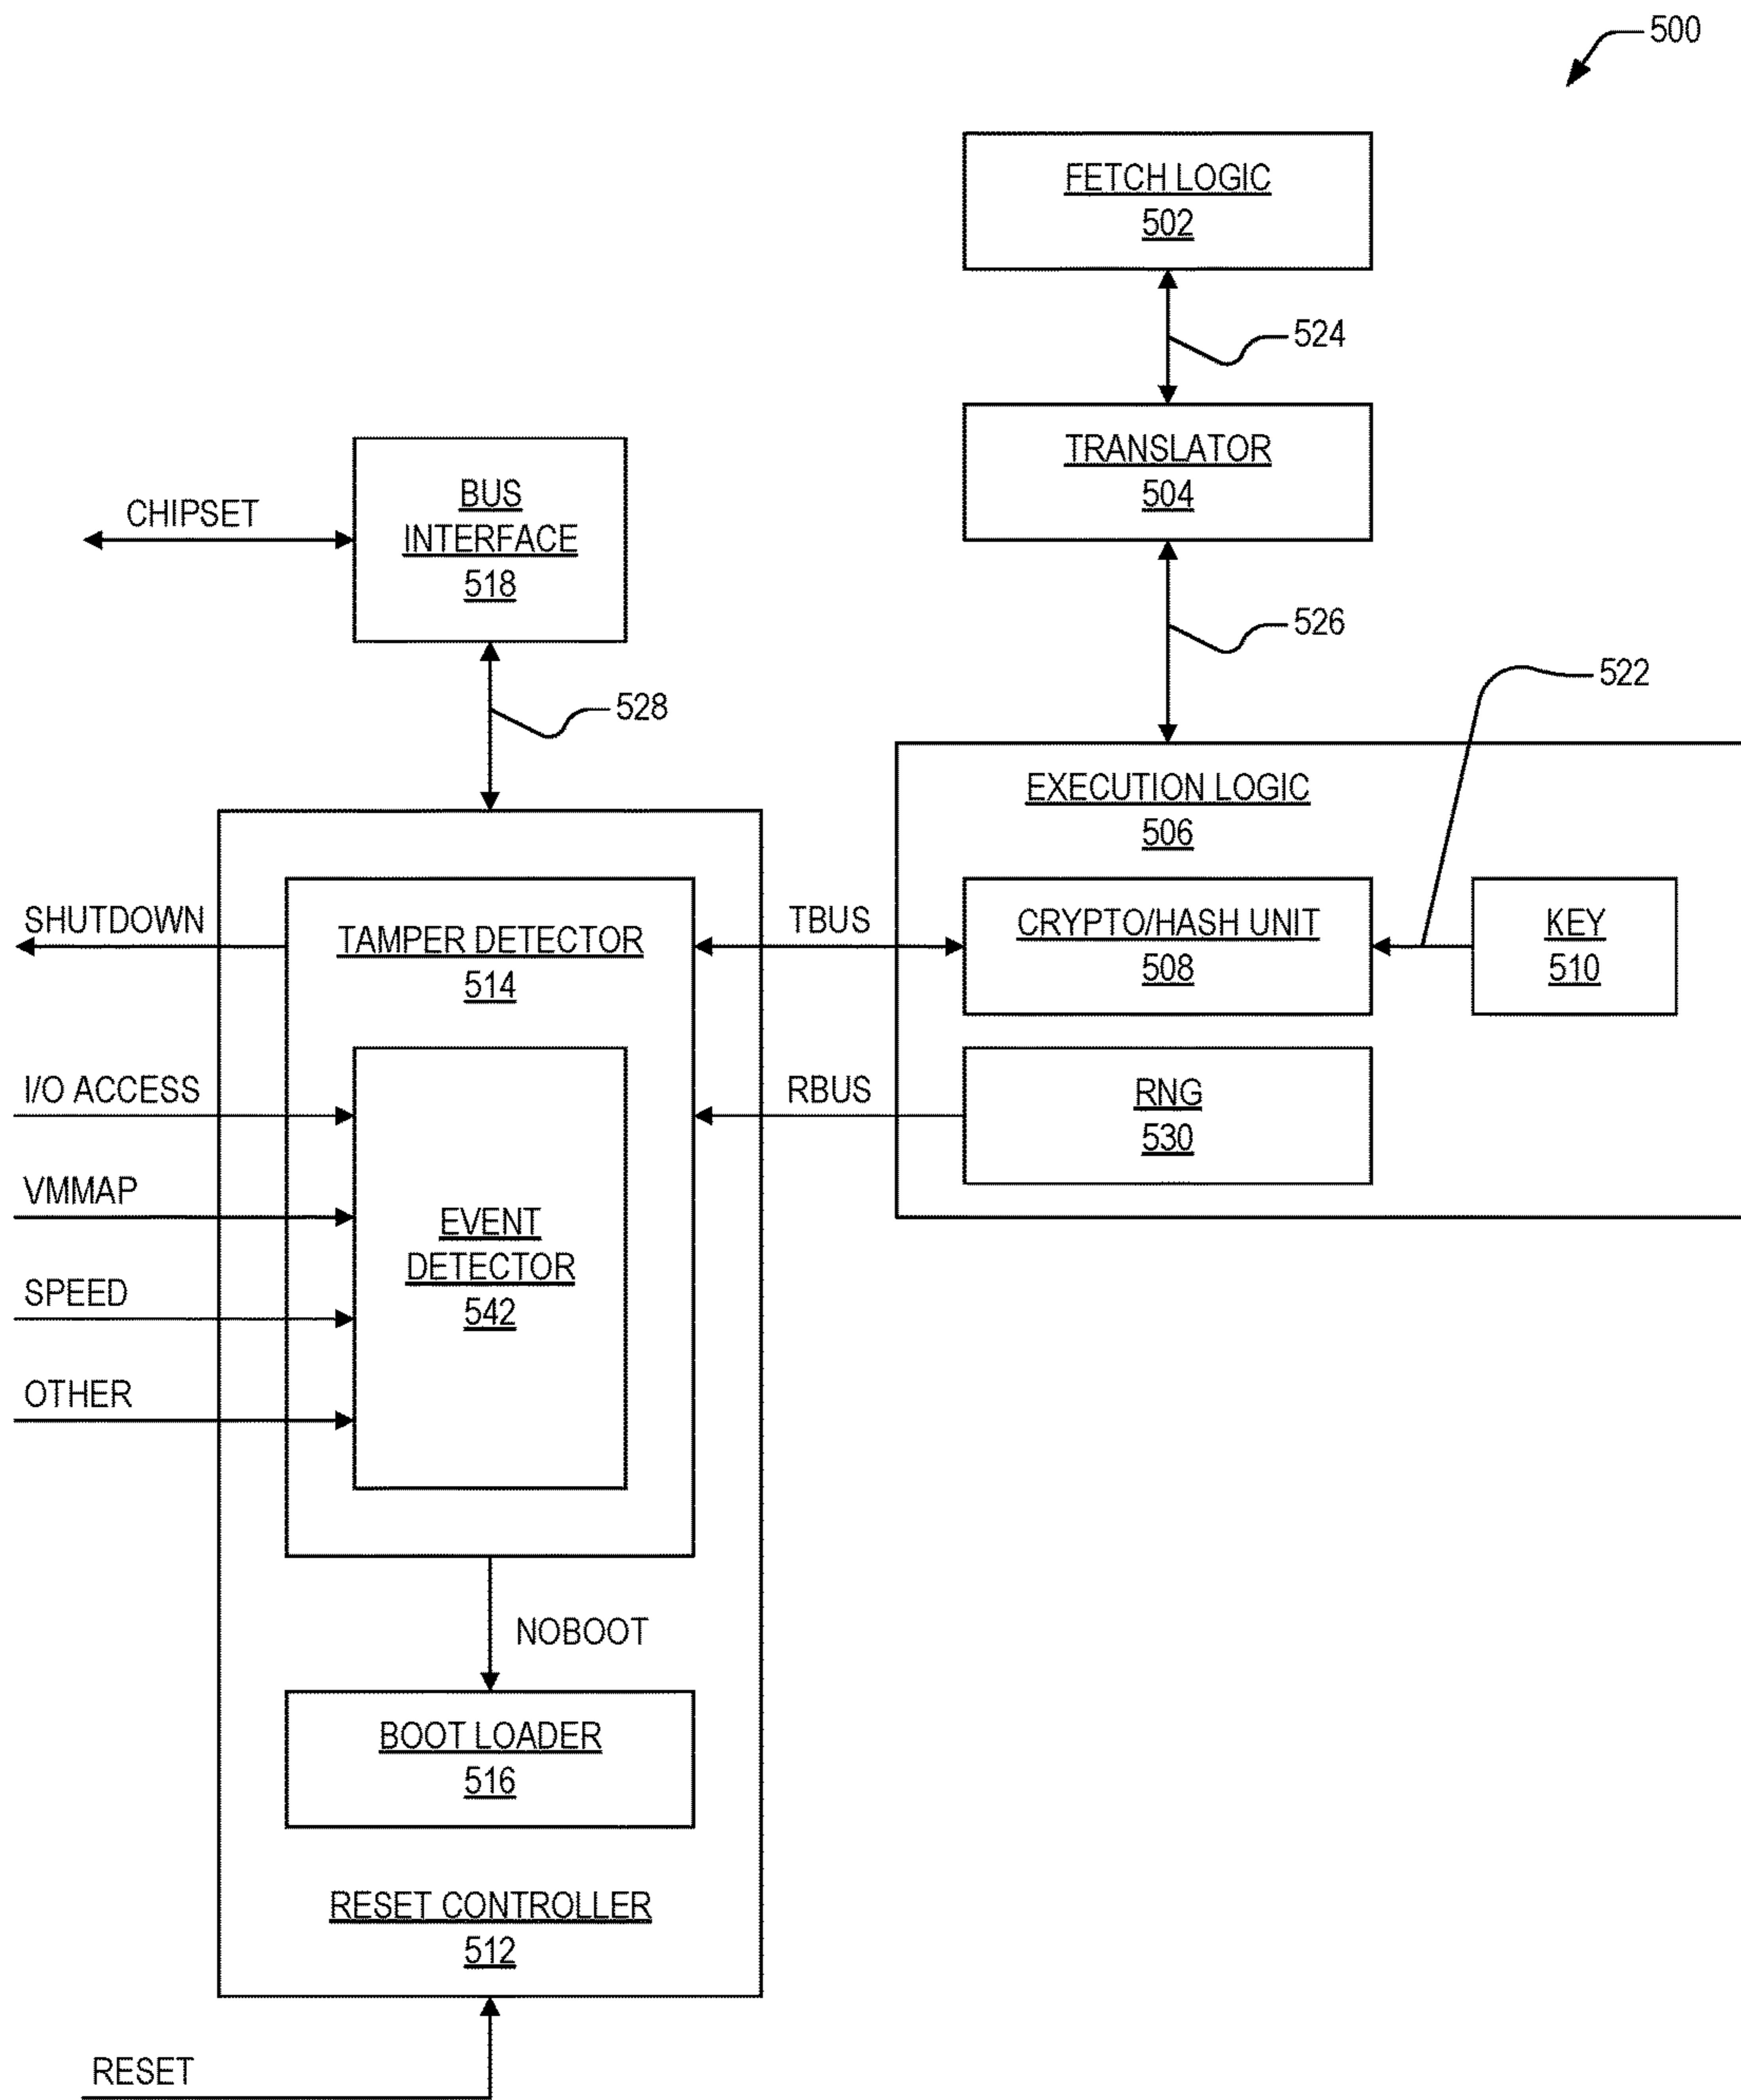 500
FETCH LOGIC
502
524
TRANSLATOR
504
BUS
INTERFACE
518
CHIPSET
526
522
528
EXECUTION LOGIC
506
SHUTDOWN
TAMPER DETECTOR
514
TBUS
CRYPTO/HASH UNIT
508
KEY
510
I/O ACCESS
RBUS
RNG
530
VMMAP
EVENT
DETECTOR
542
SPEED
OTHER
NOBOOT
BOOT LOADER
516
RESET CONTROLLER
512
RESET